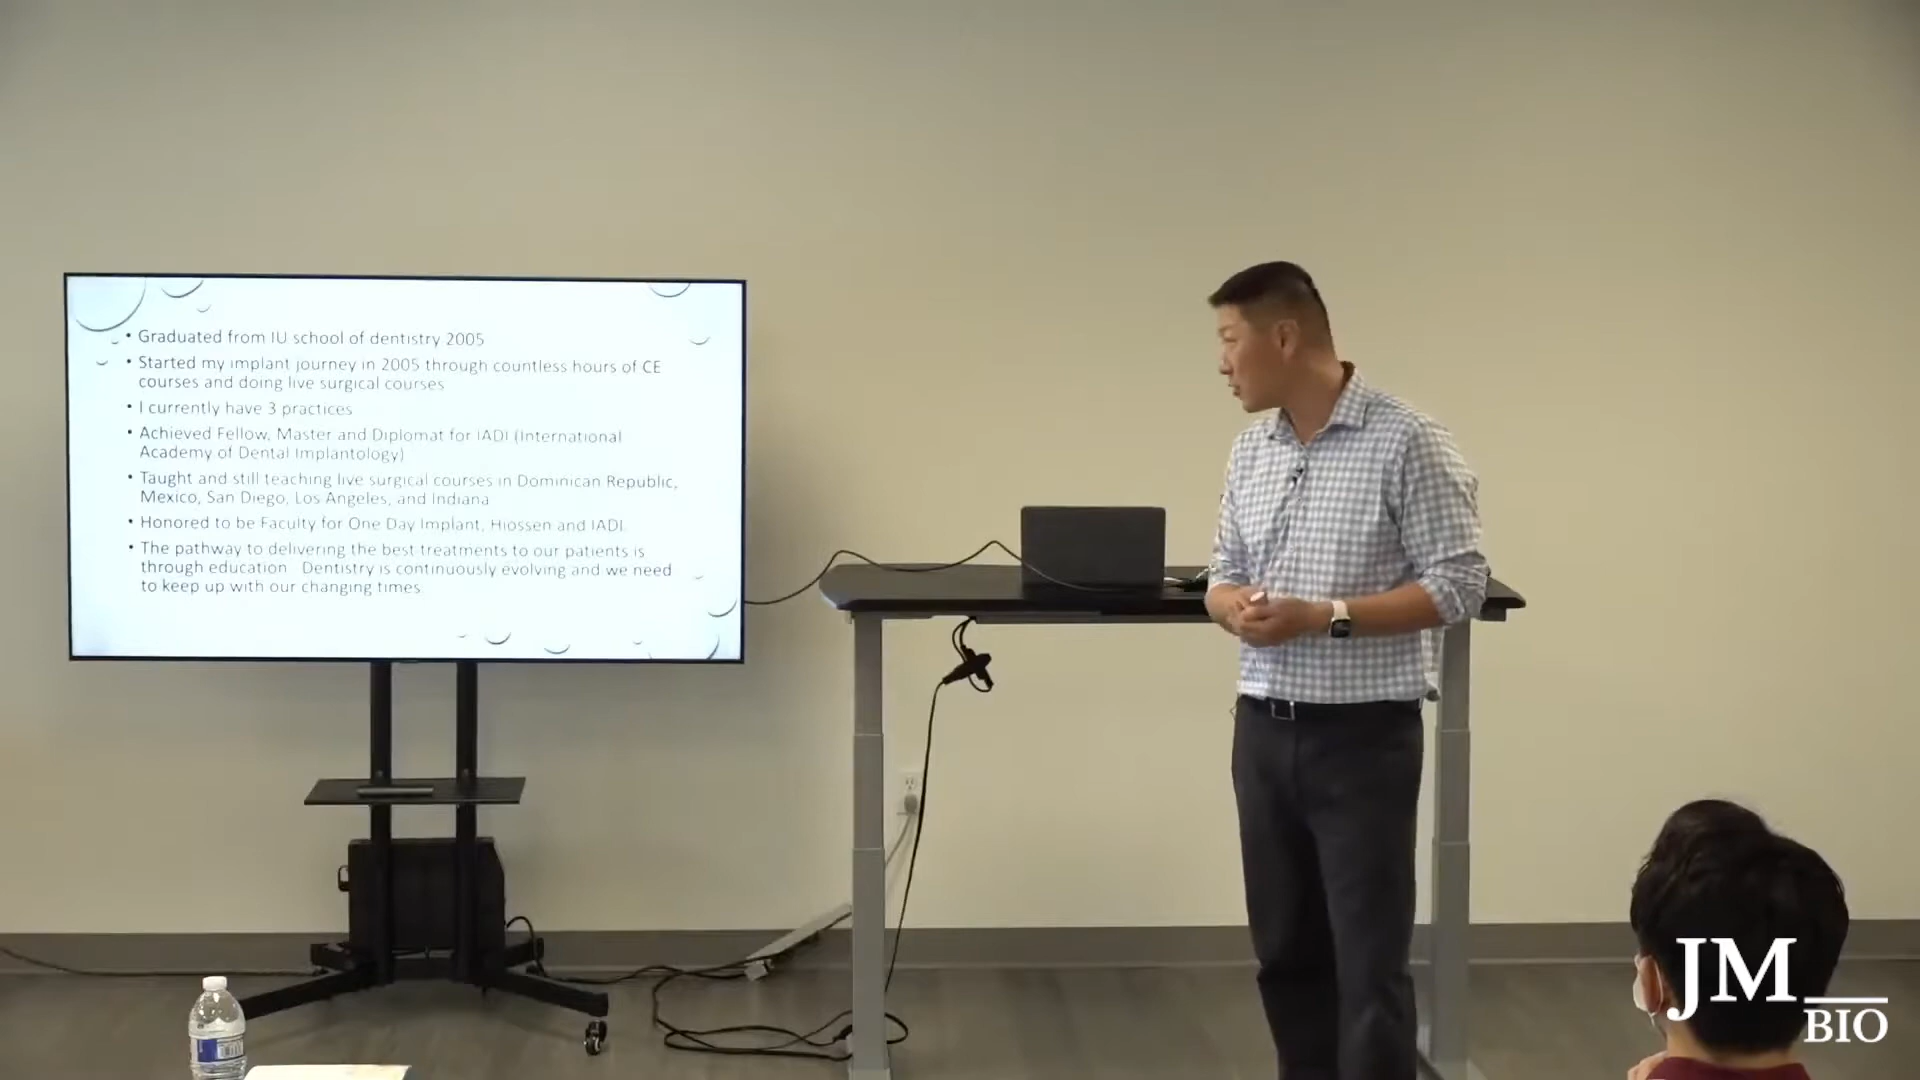 • Graduated from IU school of dentistry 2005
• Started my implant journey in 2005 through countless hours of CE
courses and doing live surgical courses
• I currently have 3 practices
• Achieved Fellow, Master and Diplomat for IADI (International
Academy of Dental Implantology)
• Taught and still teaching live surgical courses in Dominican Republic,
Mexico, San Diego, Los Angeles, and Indiana
• Honored to be Faculty for One Day Implant, Hiossen and IADI.
• The pathway to delivering the best treatments to our patients is
through education. Dentistry is continuously evolving and we need
to keep up with our changing times.
JM
BIO